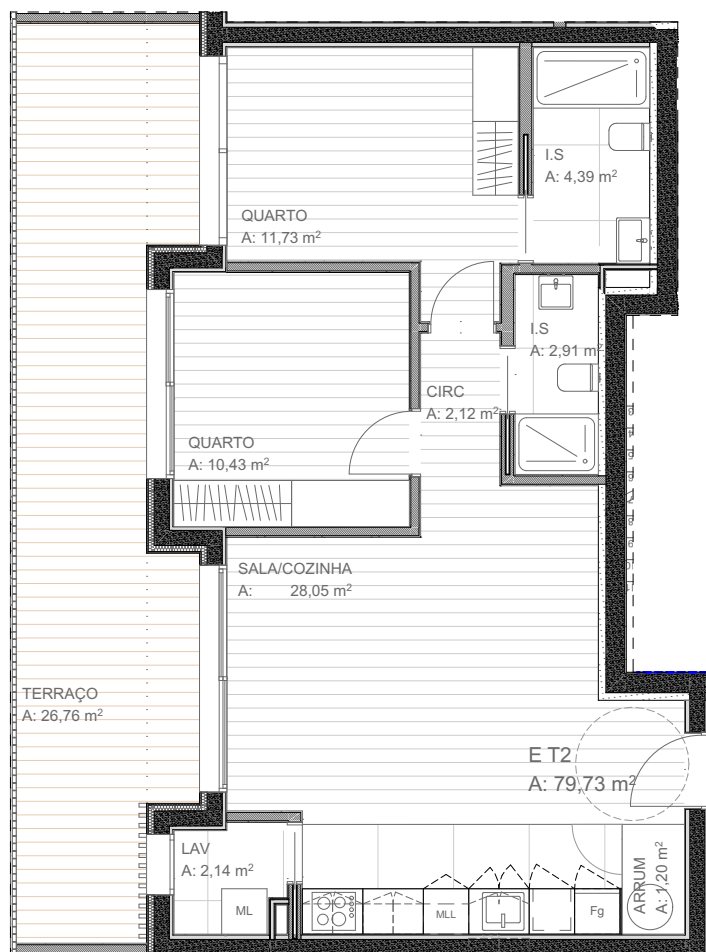 I.S
A: 4,39 m²
QUARTO
A: 11,73 m²
I.S
A: 2,91 m²
CIRC
A: 2,12 m²
QUARTO
A: 10,43 m²
SALA/COZINHA
A: 28,05 m²
TERRAÇO
A: 26,76 m²
E T2
A: 79,73 m²
LAV
A: 2,14 m²
ARRUM
A: 1,20 m²
ML
MLL
Fg